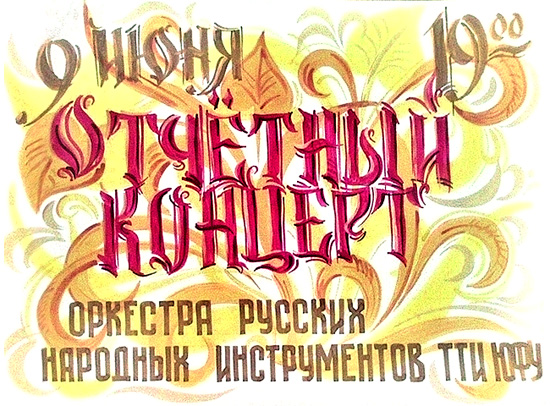 9 ИЮНЯ 19⁰⁰
ОТЧЁТНЫЙ
КОНЦЕРТ
ОРКЕСТРА РУССКИХ
НАРОДНЫХ ИНСТРУМЕНТОВ ТТИ ЮФУ